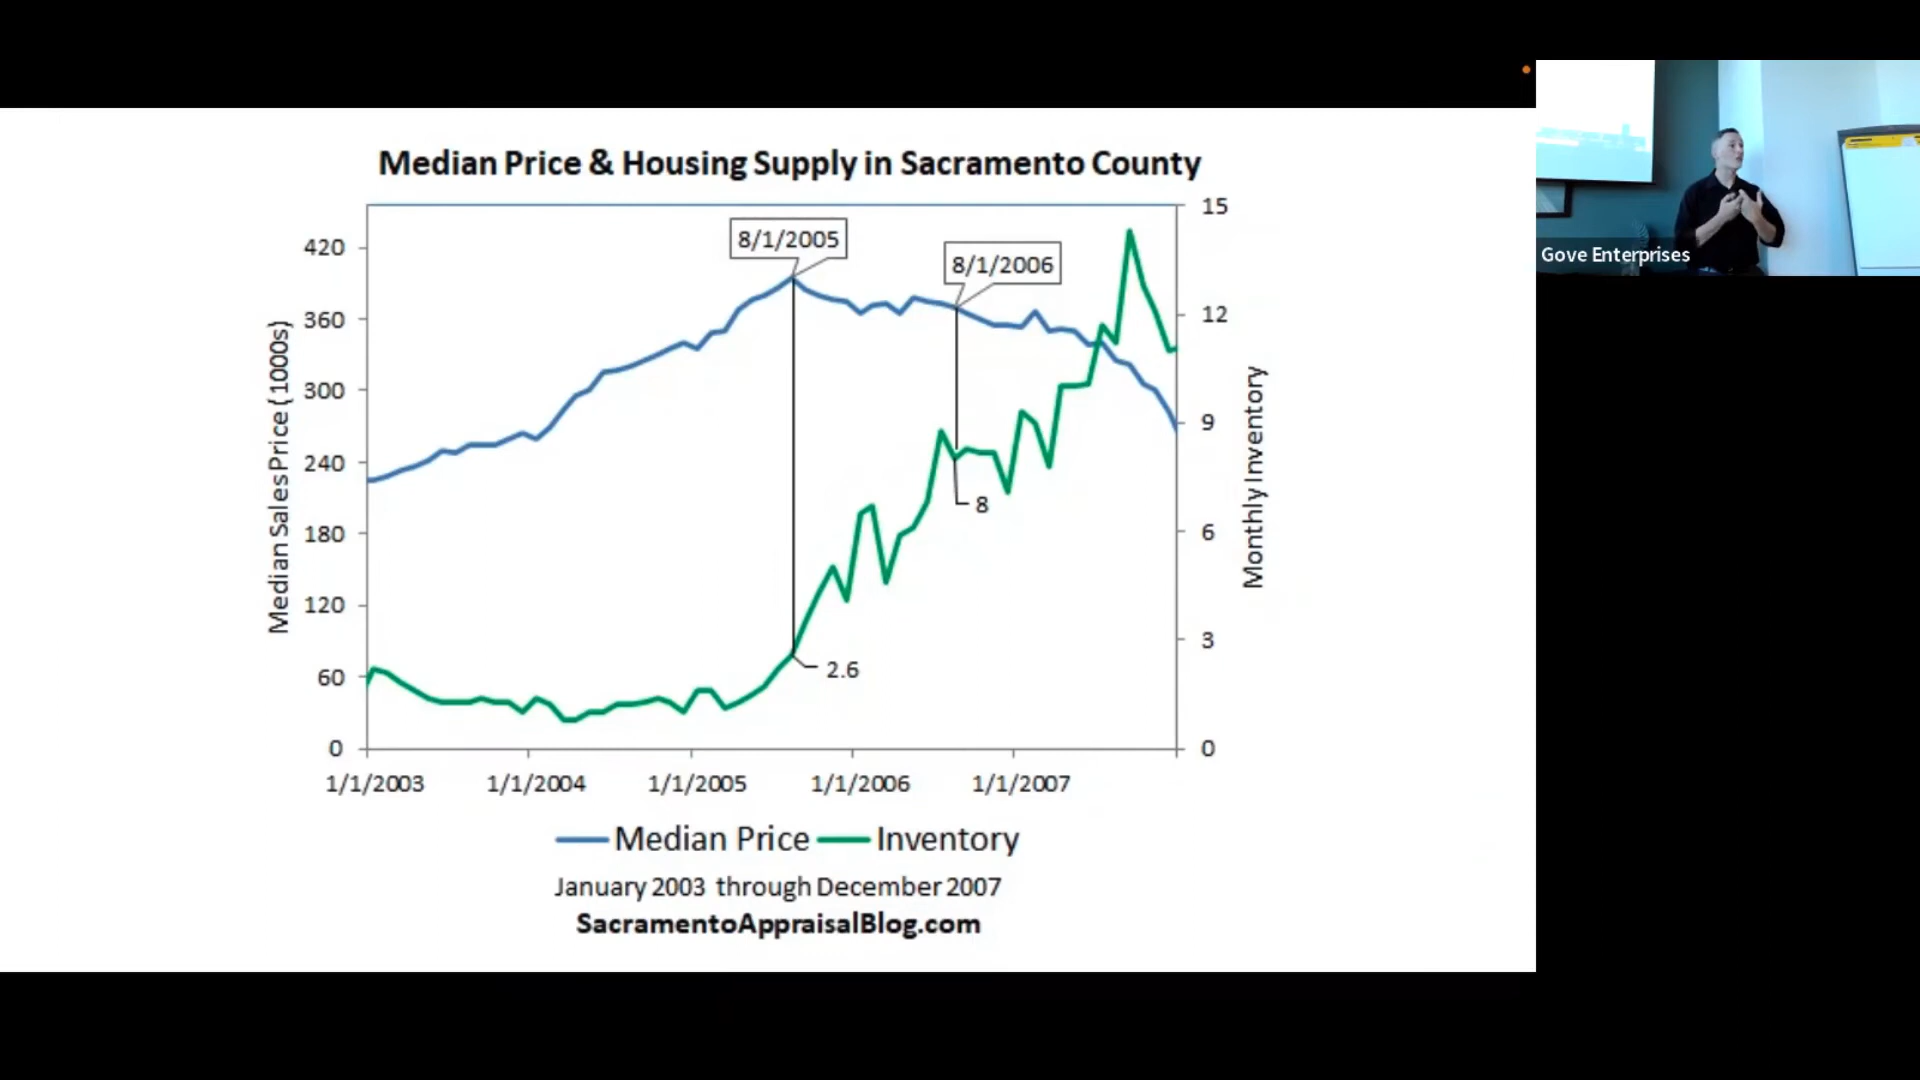 Median Price & Housing Supply in Sacramento County
8/1/2005
8/1/2006
420
360
300
240
180
120
60
0
15
12
9
6
3
0
8
2.6
Median Sales Price (1000s)
Monthly Inventory
1/1/2003 1/1/2004 1/1/2005 1/1/2006 1/1/2007
Median Price Inventory
January 2003 through December 2007
SacramentoAppraisalBlog.com
Gove Enterprises